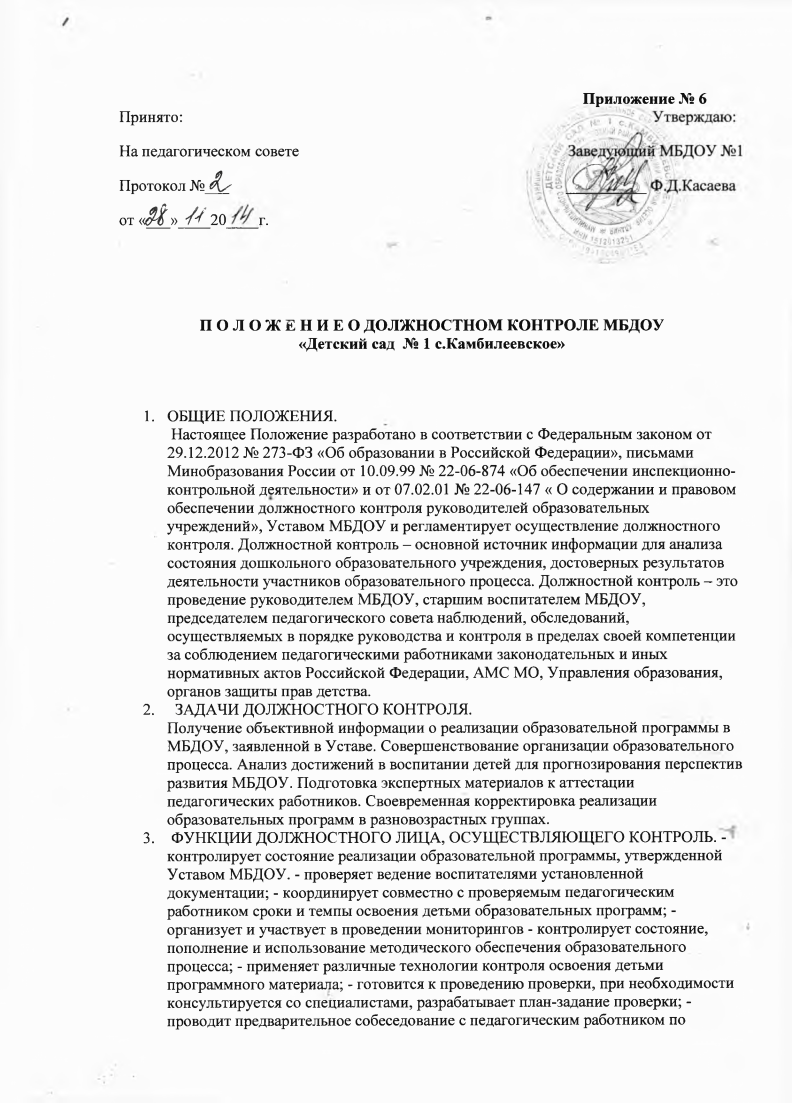 Приложение № 6
Принято: Утверждаю:
На педагогическом совете Заведующий МБДОУ №1
Протокол № 2 Ф.Д.Касаева
от «28» 11 2014 г.
П О Л О Ж Е Н И Е О ДОЛЖНОСТНОМ КОНТРОЛЕ МБДОУ
«Детский сад № 1 с.Камбилеевское»
1. ОБЩИЕ ПОЛОЖЕНИЯ.
Настоящее Положение разработано в соответствии с Федеральным законом от
29.12.2012 № 273-ФЗ «Об образовании в Российской Федерации», письмами
Минобразования России от 10.09.99 № 22-06-874 «Об обеспечении инспекционно-
контрольной деятельности» и от 07.02.01 № 22-06-147 « О содержании и правовом
обеспечении должностного контроля руководителей образовательных
учреждений», Уставом МБДОУ и регламентирует осуществление должностного
контроля. Должностной контроль – основной источник информации для анализа
состояния дошкольного образовательного учреждения, достоверных результатов
деятельности участников образовательного процесса. Должностной контроль – это
проведение руководителем МБДОУ, старшим воспитателем МБДОУ,
председателем педагогического совета наблюдений, обследований,
осуществляемых в порядке руководства и контроля в пределах своей компетенции
за соблюдением педагогическими работниками законодательных и иных
нормативных актов Российской Федерации, АМС МО, Управления образования,
органов защиты прав детства.
2. ЗАДАЧИ ДОЛЖНОСТНОГО КОНТРОЛЯ.
Получение объективной информации о реализации образовательной программы в
МБДОУ, заявленной в Уставе. Совершенствование организации образовательного
процесса. Анализ достижений в воспитании детей для прогнозирования перспектив
развития МБДОУ. Подготовка экспертных материалов к аттестации
педагогических работников. Своевременная корректировка реализации
образовательных программ в разновозрастных группах.
3. ФУНКЦИИ ДОЛЖНОСТНОГО ЛИЦА, ОСУЩЕСТВЛЯЮЩЕГО КОНТРОЛЬ. -
контролирует состояние реализации образовательной программы, утвержденной
Уставом МБДОУ. - проверяет ведение воспитателями установленной
документации; - координирует совместно с проверяемым педагогическим
работником сроки и темпы освоения детьми образовательных программ; -
организует и участвует в проведении мониторингов - контролирует состояние,
пополнение и использование методического обеспечения образовательного
процесса; - применяет различные технологии контроля освоения детьми
программного материала; - готовится к проведению проверки, при необходимости
консультируется со специалистами, разрабатывает план-задание проверки; -
проводит предварительное собеседование с педагогическим работником по